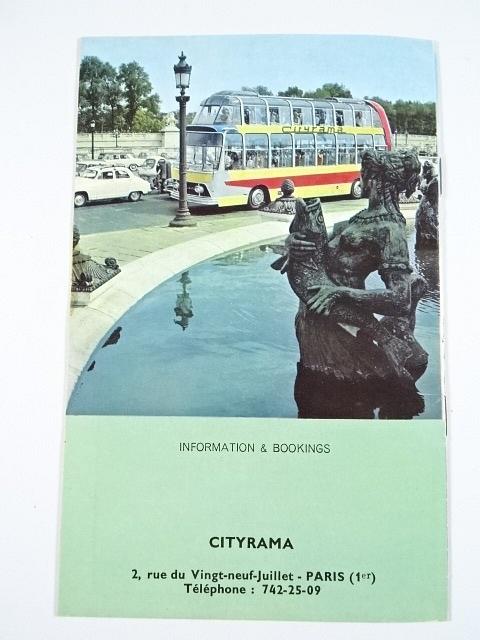 cityrama
INFORMATION & BOOKINGS
CITYRAMA
2, rue du Vingt-neuf-Juillet - PARIS (1er)
Téléphone : 742-25-09